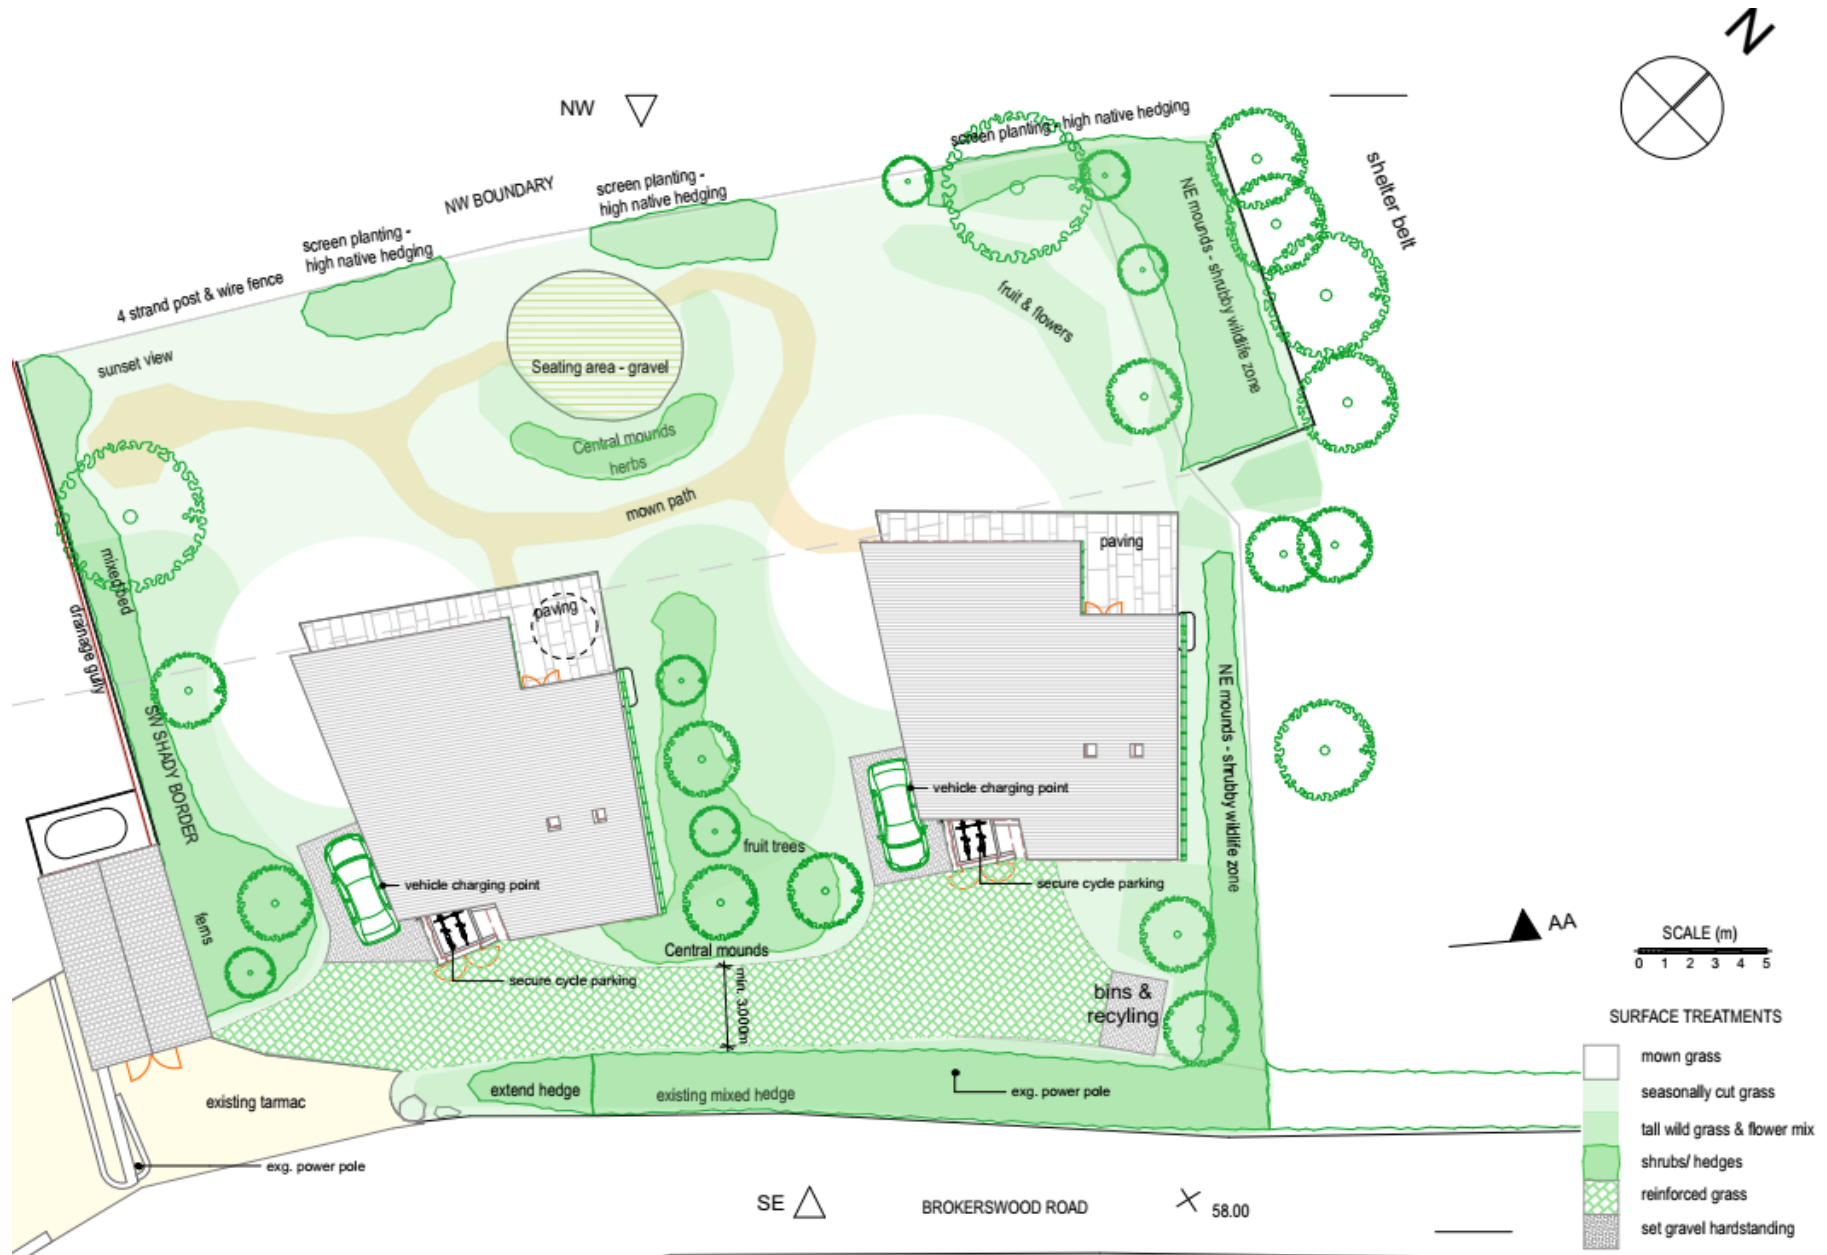 N
NW
screen planting - high native hedging
shelter belt
NW BOUNDARY
screen planting -
high native hedging
screen planting -
high native hedging
4 strand post & wire fence
NE mounds - shrubby wildlife zone
fruit & flowers
sunset view
Seating area - gravel
Central mounds
herbs
mown path
paving
paving
mixed bed
drainage gully
SW SHADY BORDER
NE mounds - shrubby wildlife zone
vehicle charging point
fruit trees
vehicle charging point
secure cycle parking
ferns
Central mounds
secure cycle parking
min. 3,000m
bins &
recyling
AA
SCALE (m)
0 1 2 3 4 5
SURFACE TREATMENTS
mown grass
seasonally cut grass
tall wild grass & flower mix
shrubs/ hedges
reinforced grass
set gravel hardstanding
extend hedge
existing mixed hedge
exg. power pole
existing tarmac
exg. power pole
SE
BROKERSWOOD ROAD
58.00